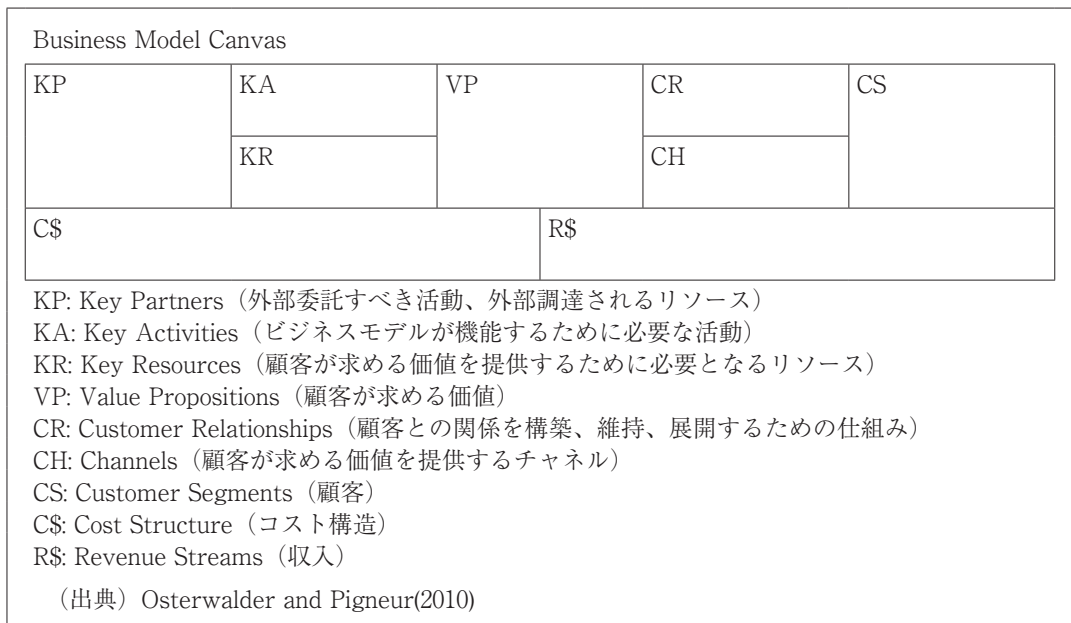 Business Model Canvas
KP
KA
VP
CR
CS
KR
CH
C$
R$
KP: Key Partners（外部委託すべき活動、外部調達されるリソース）
KA: Key Activities（ビジネスモデルが機能するために必要な活動）
KR: Key Resources（顧客が求める価値を提供するために必要となるリソース）
VP: Value Propositions（顧客が求める価値）
CR: Customer Relationships（顧客との関係を構築、維持、展開するための仕組み）
CH: Channels（顧客が求める価値を提供するチャネル）
CS: Customer Segments（顧客）
C$: Cost Structure（コスト構造）
R$: Revenue Streams（収入）
（出典）Osterwalder and Pigneur(2010)